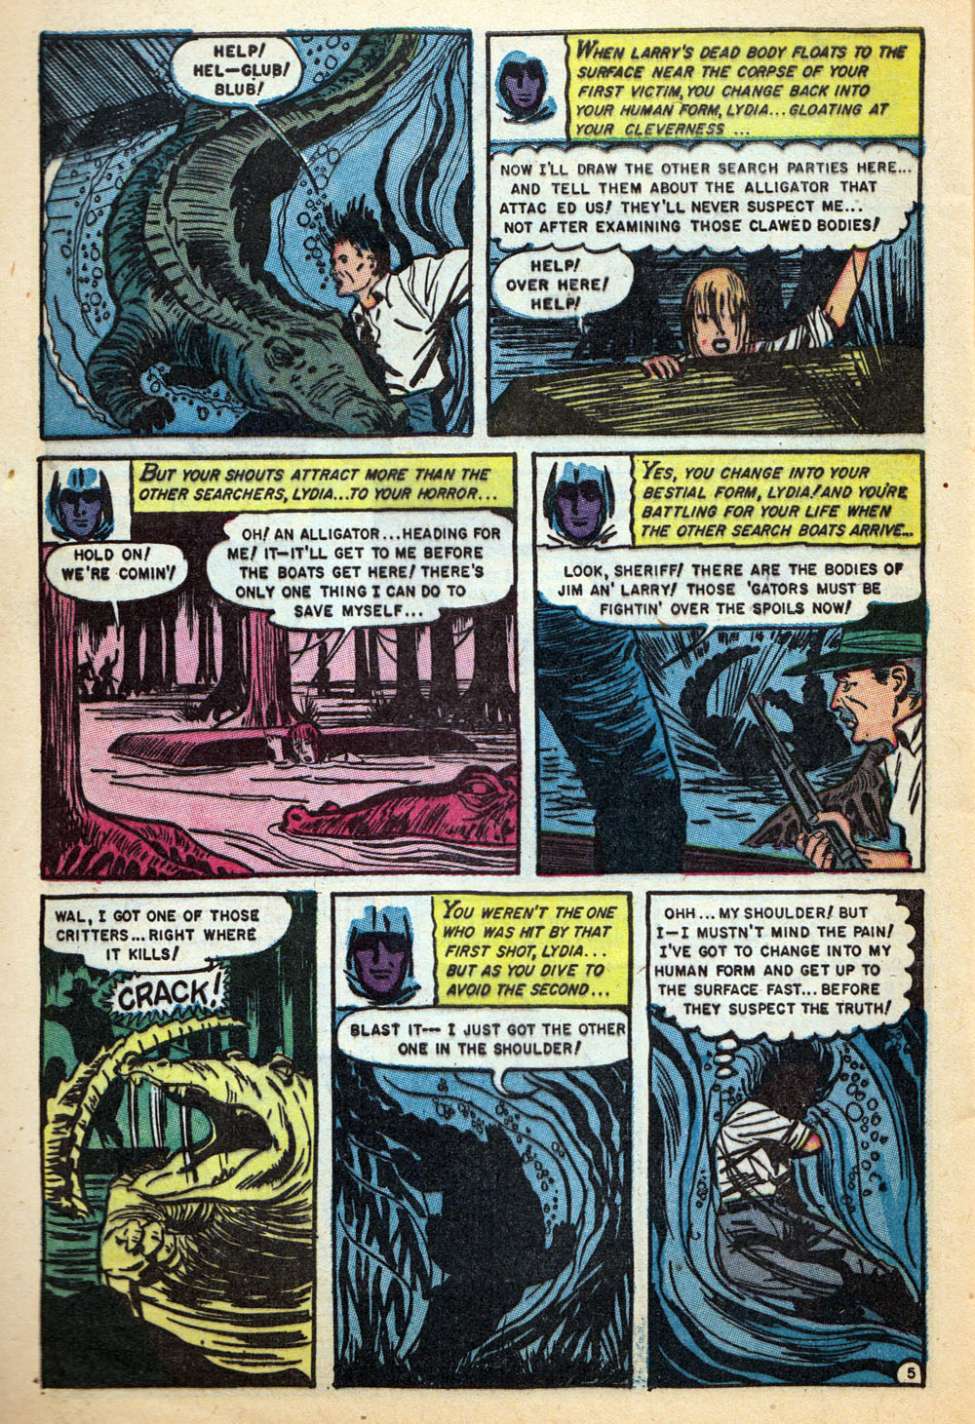 HELP!
HEL—GLUB!
BLUB!
WHEN LARRY'S DEAD BODY FLOATS TO THE
SURFACE NEAR THE CORPSE OF YOUR
FIRST VICTIM, YOU CHANGE BACK INTO
YOUR HUMAN FORM, LYDIA...GLOATING AT
YOUR CLEVERNESS ...
NOW I'LL DRAW THE OTHER SEARCH PARTIES HERE...
AND TELL THEM ABOUT THE ALLIGATOR THAT
ATTAC ED US! THEY'LL NEVER SUSPECT ME...
NOT AFTER EXAMINING THOSE CLAWED BODIES!
HELP!
OVER HERE!
HELP!
BUT YOUR SHOUTS ATTRACT MORE THAN THE
OTHER SEARCHERS, LYDIA...TO YOUR HORROR...
HOLD ON!
WE'RE COMIN'!
OH! AN ALLIGATOR...HEADING FOR
ME! IT—IT'LL GET TO ME BEFORE
THE BOATS GET HERE! THERE'S
ONLY ONE THING I CAN DO TO
SAVE MYSELF...
YES, YOU CHANGE INTO YOUR
BESTIAL FORM, LYDIA! AND YOU'RE
BATTLING FOR YOUR LIFE WHEN
THE OTHER SEARCH BOATS ARRIVE...
LOOK, SHERIFF! THERE ARE THE BODIES OF
JIM AN' LARRY! THOSE 'GATORS MUST BE
FIGHTIN' OVER THE SPOILS NOW!
WAL, I GOT ONE OF THOSE
CRITTERS...RIGHT WHERE
IT KILLS!
CRACK!
YOU WEREN'T THE ONE
WHO WAS HIT BY THAT
FIRST SHOT, LYDIA...
BUT AS YOU DIVE TO
AVOID THE SECOND...
BLAST IT-- I JUST GOT THE OTHER
ONE IN THE SHOULDER!
OHH...MY SHOULDER! BUT
I—I MUSTN'T MIND THE PAIN!
I'VE GOT TO CHANGE INTO MY
HUMAN FORM AND GET UP TO
THE SURFACE FAST...BEFORE
THEY SUSPECT THE TRUTH!
5